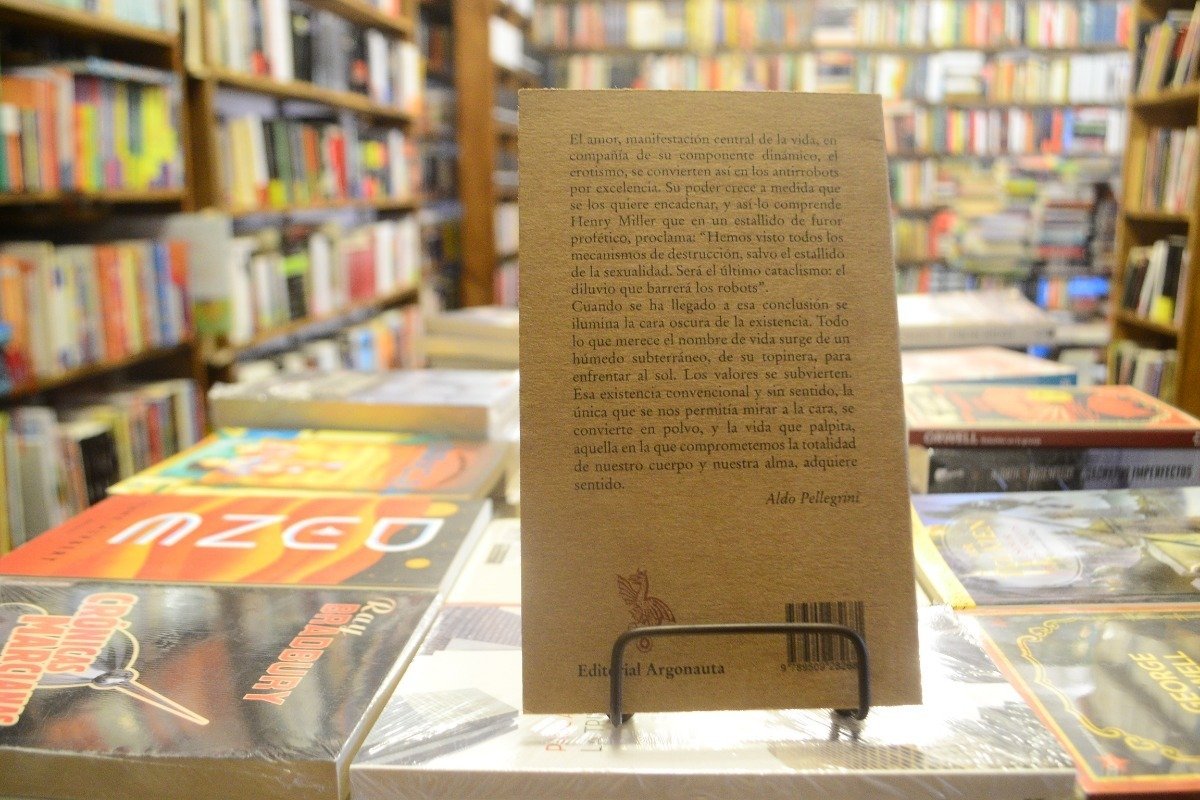 El amor, manifestación central de la vida, en
compañía de su componente dinámico, el
erotismo, se convierten así en los antirrobots
por excelencia. Su poder crece a medida que
se los quiere encadenar, y así lo comprende
Henry Miller que en un estallido de furor
profético, proclama: “Hemos visto todos los
mecanismos de destrucción, salvo el estallido
de la sexualidad. Será el último cataclismo: el
diluvio que barrerá los robots”.
Cuando se ha llegado a esa conclusión se
ilumina la cara oscura de la existencia. Todo
lo que merece el nombre de vida surge de un
húmedo subterráneo, de su topinera, para
enfrentar al sol. Los valores se subvierten.
Esa existencia convencional y sin sentido, la
única que se nos permitía mirar a la cara, se
convierte en polvo, y la vida que palpita,
aquella en la que comprometemos la totalidad
de nuestro cuerpo y nuestra alma, adquiere
sentido.
Aldo Pellegrini
Editorial Argonauta
CRÓNICAS
MARCIANAS
Ray
BRADBURY
GEORGE
IMPERFECTOS